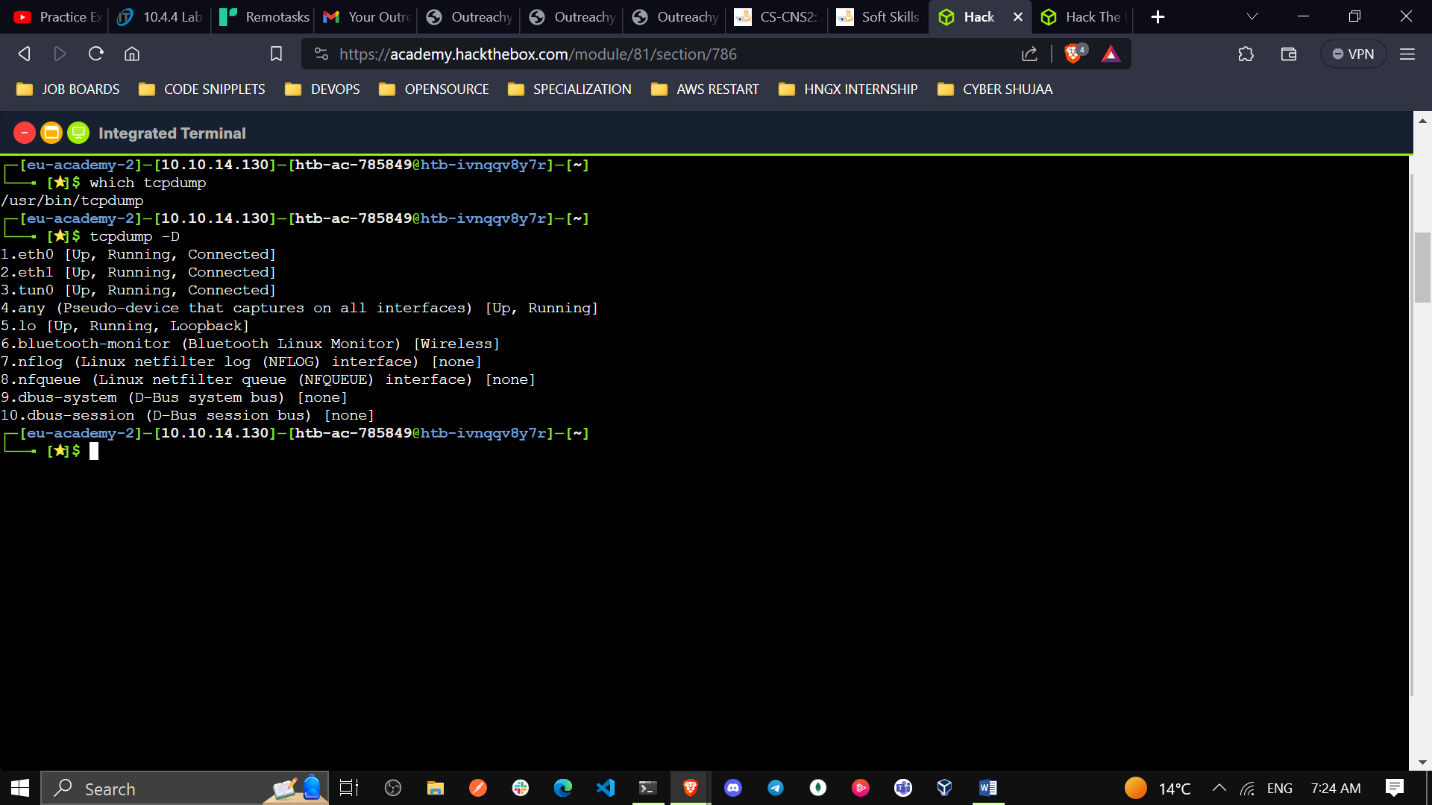 Practice Ex
10.4.4 Lab
Remotasks
Your Outre
Outreachy
Outreachy
Outreachy
CS-CNS2:
Soft Skills
Hack
Hack The
https://academy.hackthebox.com/module/81/section/786
4
VPN
JOB BOARDS
CODE SNIPPLETS
DEVOPS
OPENSOURCE
SPECIALIZATION
AWS RESTART
HNGX INTERNSHIP
CYBER SHUJAA
Integrated Terminal
┌─[eu-academy-2]─[10.10.14.130]─[htb-ac-785849@htb-ivnqqv8y7r]─[~]
└──╼ [★]$ which tcpdump
/usr/bin/tcpdump
┌─[eu-academy-2]─[10.10.14.130]─[htb-ac-785849@htb-ivnqqv8y7r]─[~]
└──╼ [★]$ tcpdump -D
1.eth0 [Up, Running, Connected]
2.eth1 [Up, Running, Connected]
3.tun0 [Up, Running, Connected]
4.any (Pseudo-device that captures on all interfaces) [Up, Running]
5.lo [Up, Running, Loopback]
6.bluetooth-monitor (Bluetooth Linux Monitor) [Wireless]
7.nflog (Linux netfilter log (NFLOG) interface) [none]
8.nfqueue (Linux netfilter queue (NFQUEUE) interface) [none]
9.dbus-system (D-Bus system bus) [none]
10.dbus-session (D-Bus session bus) [none]
┌─[eu-academy-2]─[10.10.14.130]─[htb-ac-785849@htb-ivnqqv8y7r]─[~]
└──╼ [★]$
Search
14°C
ENG
7:24 AM